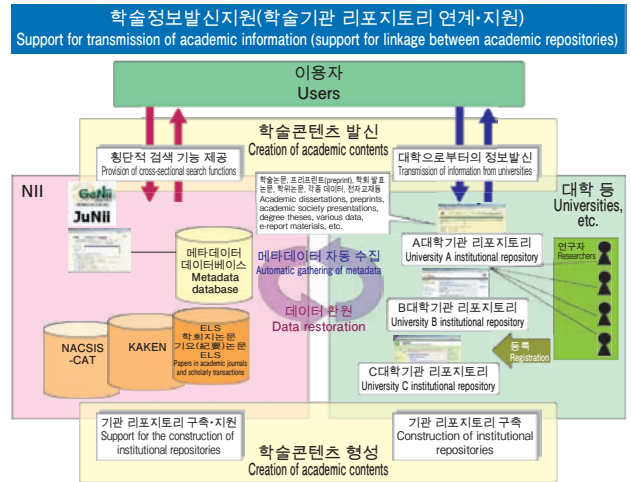 학술정보발신지원(학술기관 리포지토리 연계·지원)
Support for transmission of academic information (support for linkage between academic repositories)
이용자
Users
학술콘텐츠 발신
Creation of academic contents
횡단적 검색 기능 제공
Provision of cross-sectional search functions
대학으로부터의 정보발신
Transmission of information from universities
NII
GeNii
JuNii
학술논문, 프리프린트(preprint), 학회 발표
논문, 학위논문, 각종 데이터, 전자교재등
Academic dissertations, preprints,
academic society presentations,
degree theses, various data,
e-report materials, etc.
대학 등
Universities,
etc.
메타데이터
데이터베이스
Metadata
database
메타데이터 자동 수집
Automatic gathering of metadata
데이터 환원
Data restoration
A대학기관 리포지토리
University A institutional repository
B대학기관 리포지토리
University B institutional repository
C대학기관 리포지토리
University C institutional repository
연구자
Researchers
등록
Registration
NACSIS
-CAT
KAKEN
ELS
학회지논문
기요(紀要)논문
ELS
Papers in academic journals
and scholarly transactions
기관 리포지토리 구축·지원
Support for the construction of
institutional repositories
기관 리포지토리 구축
Construction of institutional
repositories
학술콘텐츠 형성
Creation of academic contents